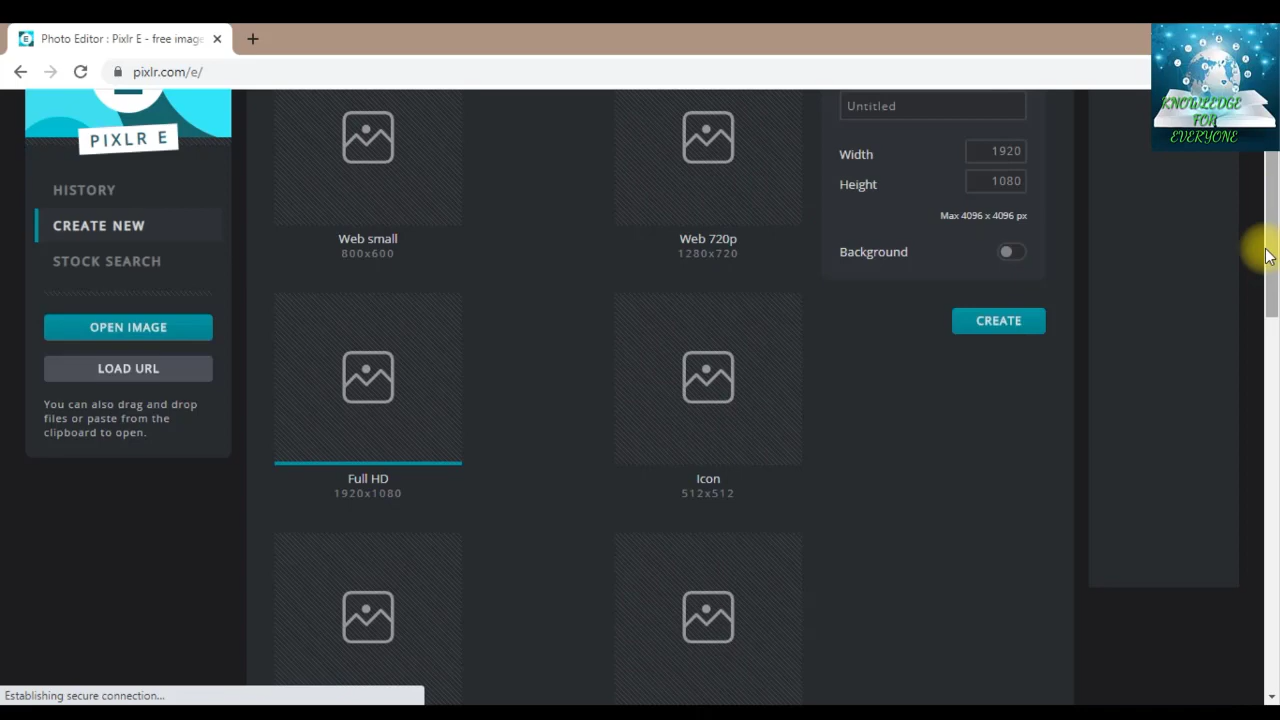 Photo Editor : Pixlr E - free image
pixlr.com/e/
KNOWLEDGE
FOR
EVERYONE
E
PIXLR E
HISTORY
CREATE NEW
STOCK SEARCH
OPEN IMAGE
LOAD URL
You can also drag and drop
files or paste from the
clipboard to open.
Web small
800x600
Web 720p
1280x720
Full HD
1920x1080
Icon
512x512
Untitled
Width
1920
Height
1080
Max 4096 x 4096 px
Background
CREATE
Establishing secure connection...